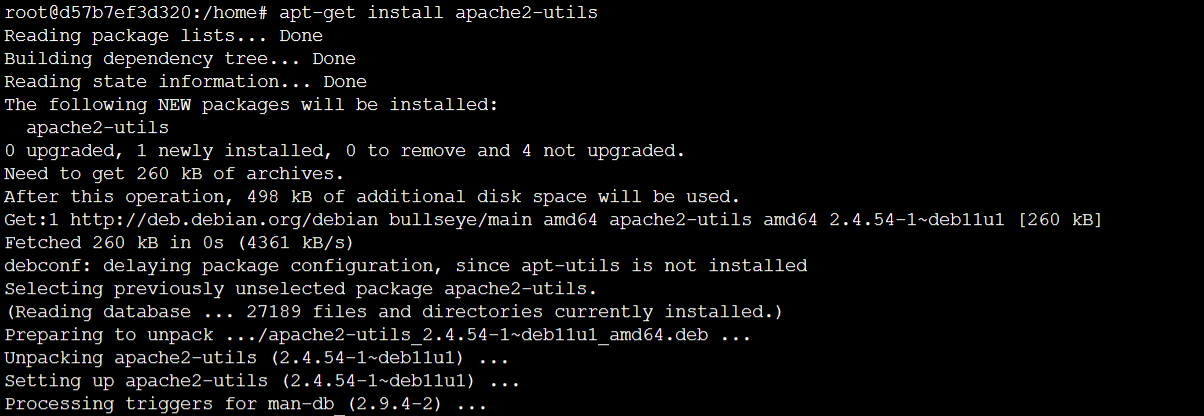 root@d57b7ef3d320:/home# apt-get install apache2-utils
Reading package lists... Done
Building dependency tree... Done
Reading state information... Done
The following NEW packages will be installed:
  apache2-utils
0 upgraded, 1 newly installed, 0 to remove and 4 not upgraded.
Need to get 260 kB of archives.
After this operation, 498 kB of additional disk space will be used.
Get:1 http://deb.debian.org/debian bullseye/main amd64 apache2-utils amd64 2.4.54-1~deb11u1 [260 kB]
Fetched 260 kB in 0s (4361 kB/s)
debconf: delaying package configuration, since apt-utils is not installed
Selecting previously unselected package apache2-utils.
(Reading database ... 27189 files and directories currently installed.)
Preparing to unpack .../apache2-utils_2.4.54-1~deb11u1_amd64.deb ...
Unpacking apache2-utils (2.4.54-1~deb11u1) ...
Setting up apache2-utils (2.4.54-1~deb11u1) ...
Processing triggers for man-db (2.9.4-2) ...